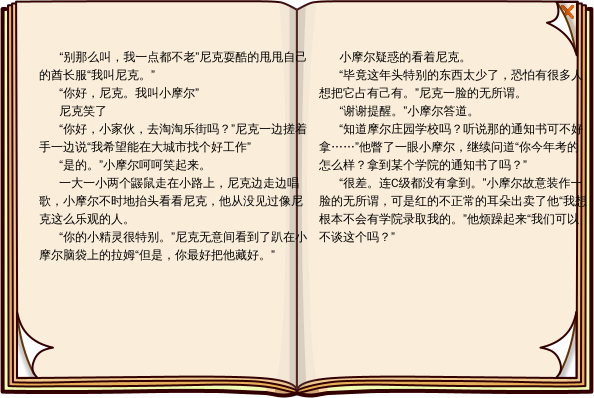 “别那么叫，我一点都不老”尼克耍酷的甩甩自己
的酋长服“我叫尼克。”
“你好，尼克。我叫小摩尔”
尼克笑了
“你好，小家伙，去淘淘乐街吗？”尼克一边搓着
手一边说“我希望能在大城市找个好工作”
“是的。”小摩尔呵呵笑起来。
一大一小两个鼹鼠走在小路上，尼克边走边唱
歌，小摩尔不时地抬头看看尼克，他从没见过像尼
克这么乐观的人。
“你的小精灵很特别。”尼克无意间看到了趴在小
摩尔脑袋上的拉姆“但是，你最好把他藏好。”
小摩尔疑惑的看着尼克。
“毕竟这年头特别的东西太少了，恐怕有很多人
想把它占有己有。”尼克一脸的无所谓。
“谢谢提醒。”小摩尔答道。
“知道摩尔庄园学校吗？听说那的通知书可不好
拿……”他瞥了一眼小摩尔，继续问道“你今年考的
怎么样？拿到某个学院的通知书了吗？”
“很差。连C级都没有拿到。”小摩尔故意装作一
脸的无所谓，可是红的不正常的耳朵出卖了他“我想
根本不会有学院录取我的。”他烦躁起来“我们可以
不谈这个吗？”